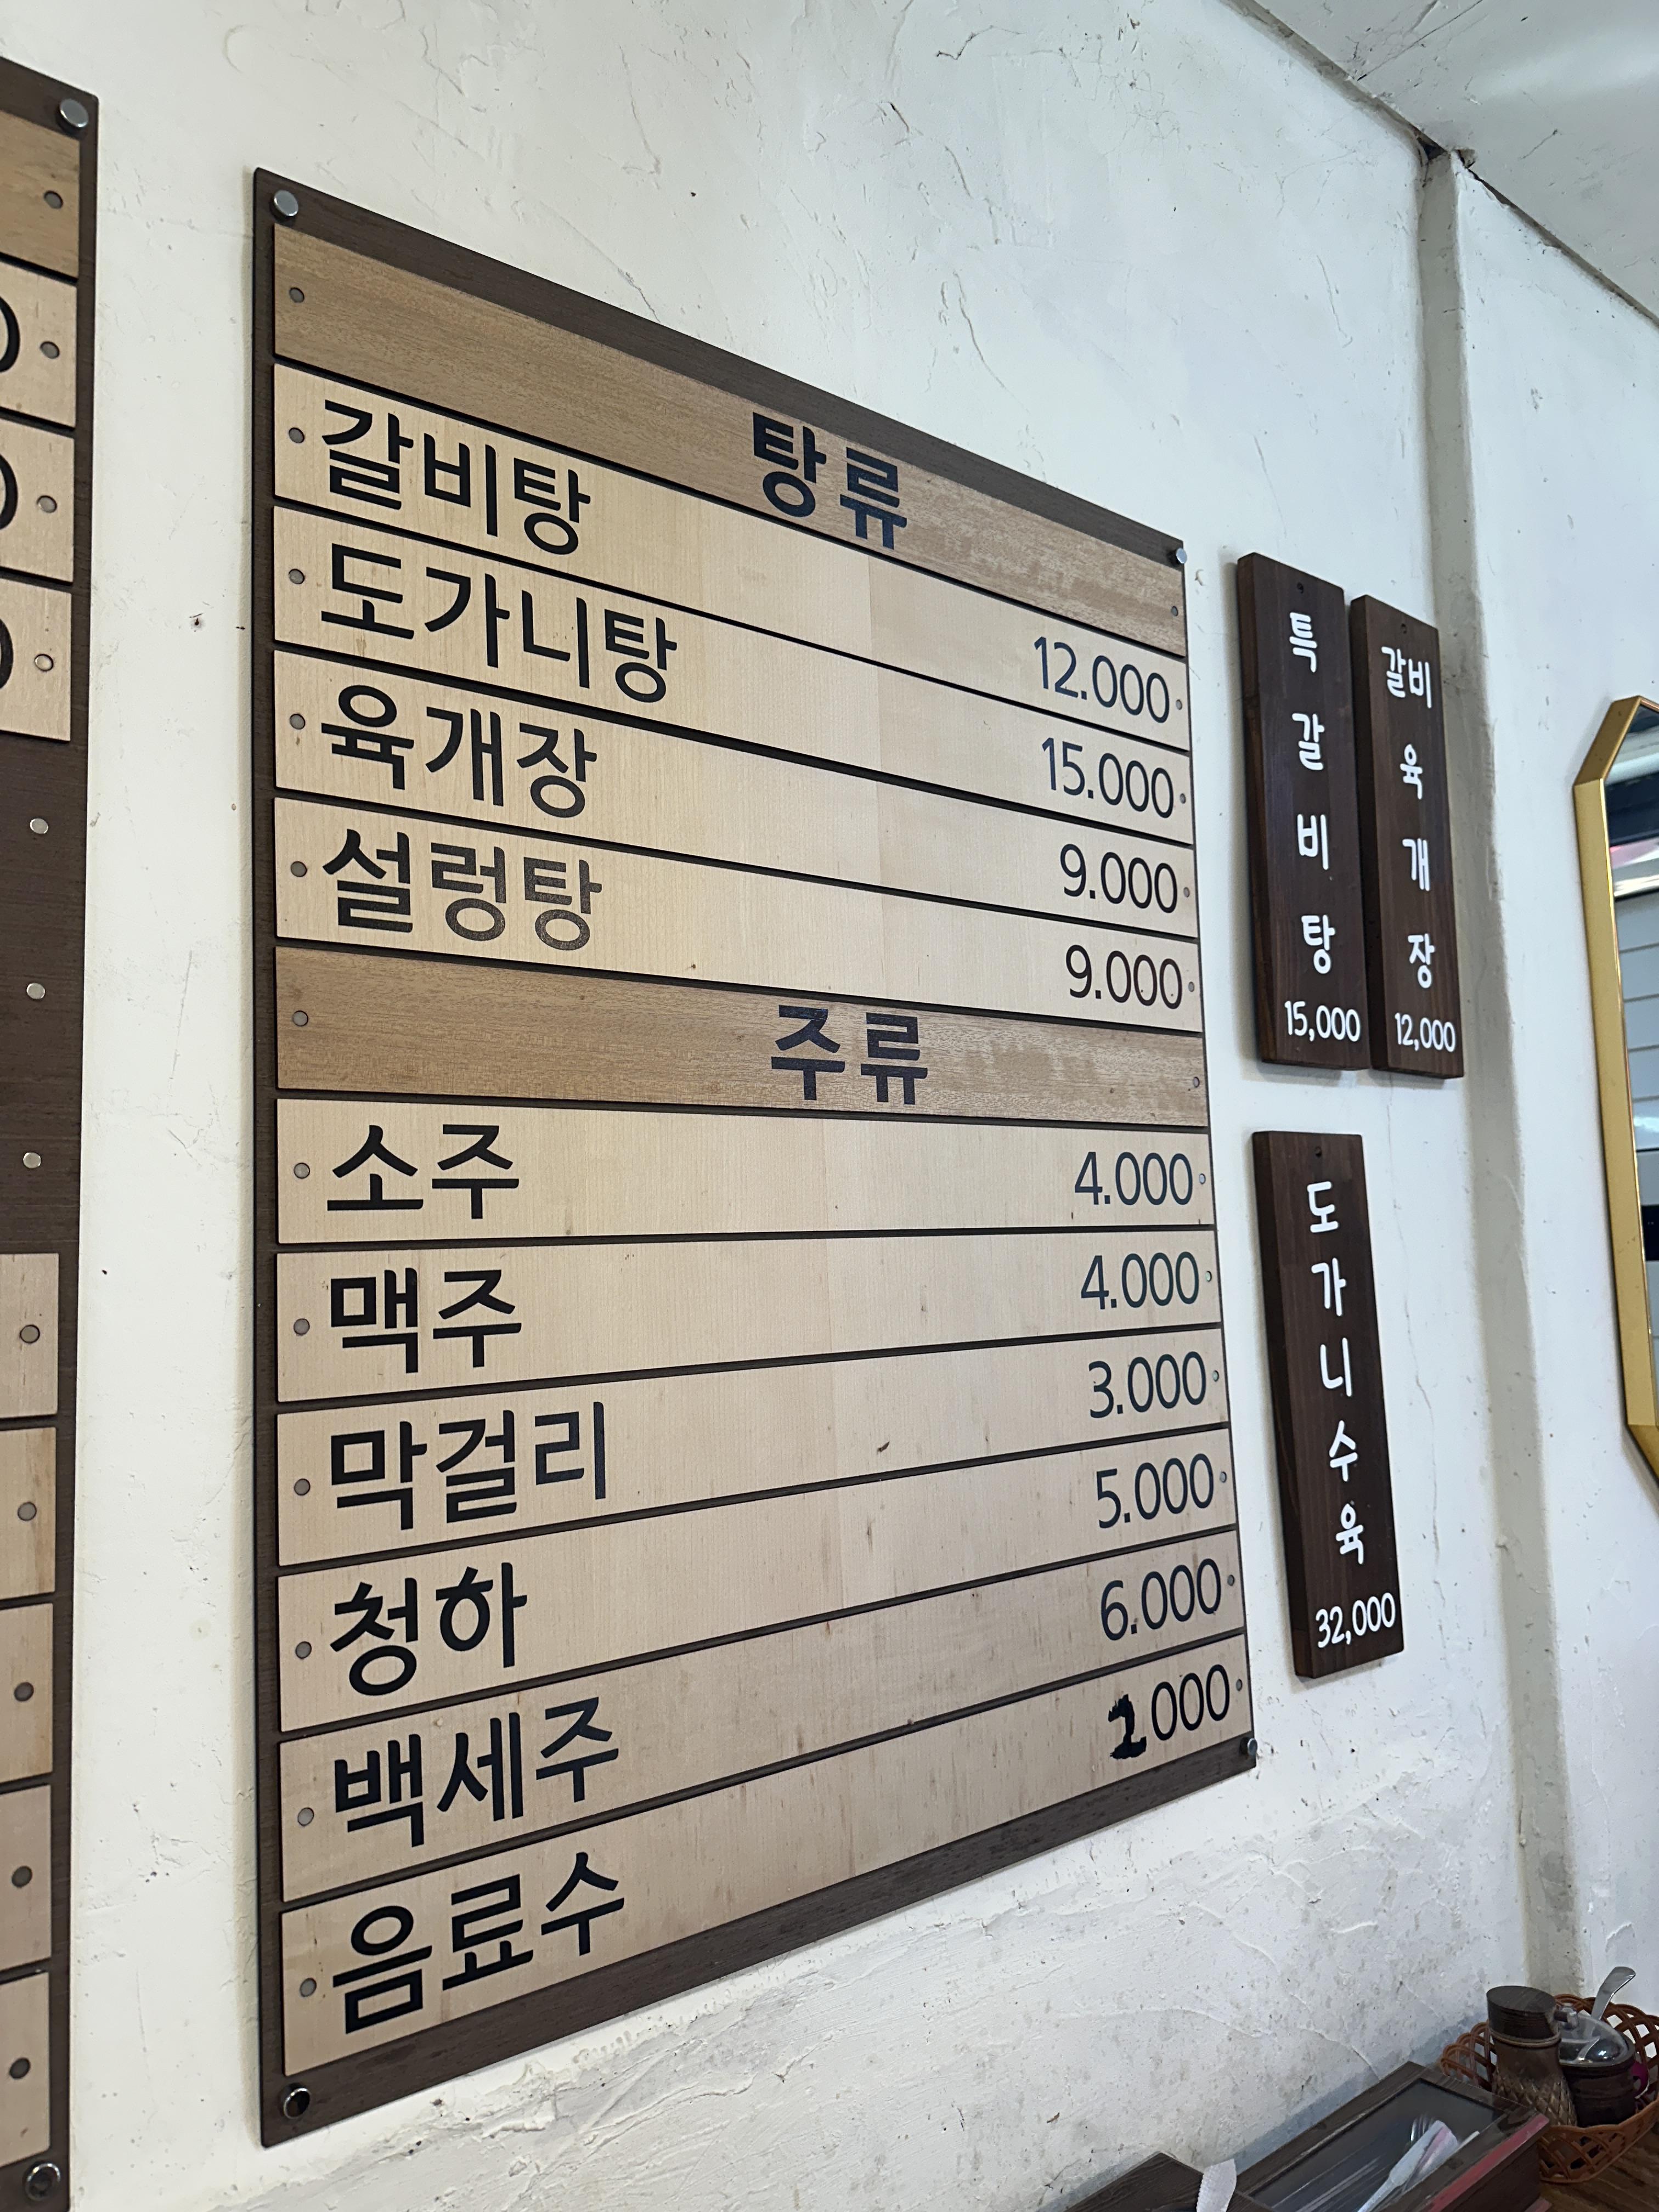 탕류
갈비탕 12.000
도가니탕 15.000
육개장 9.000
설렁탕 9.000
주류
소주 4.000
맥주 4.000
막걸리 3.000
청하 5.000
백세주 6.000
음료수 2000
특갈비탕
15,000
갈비육개장
12,000
도가니수육
32,000